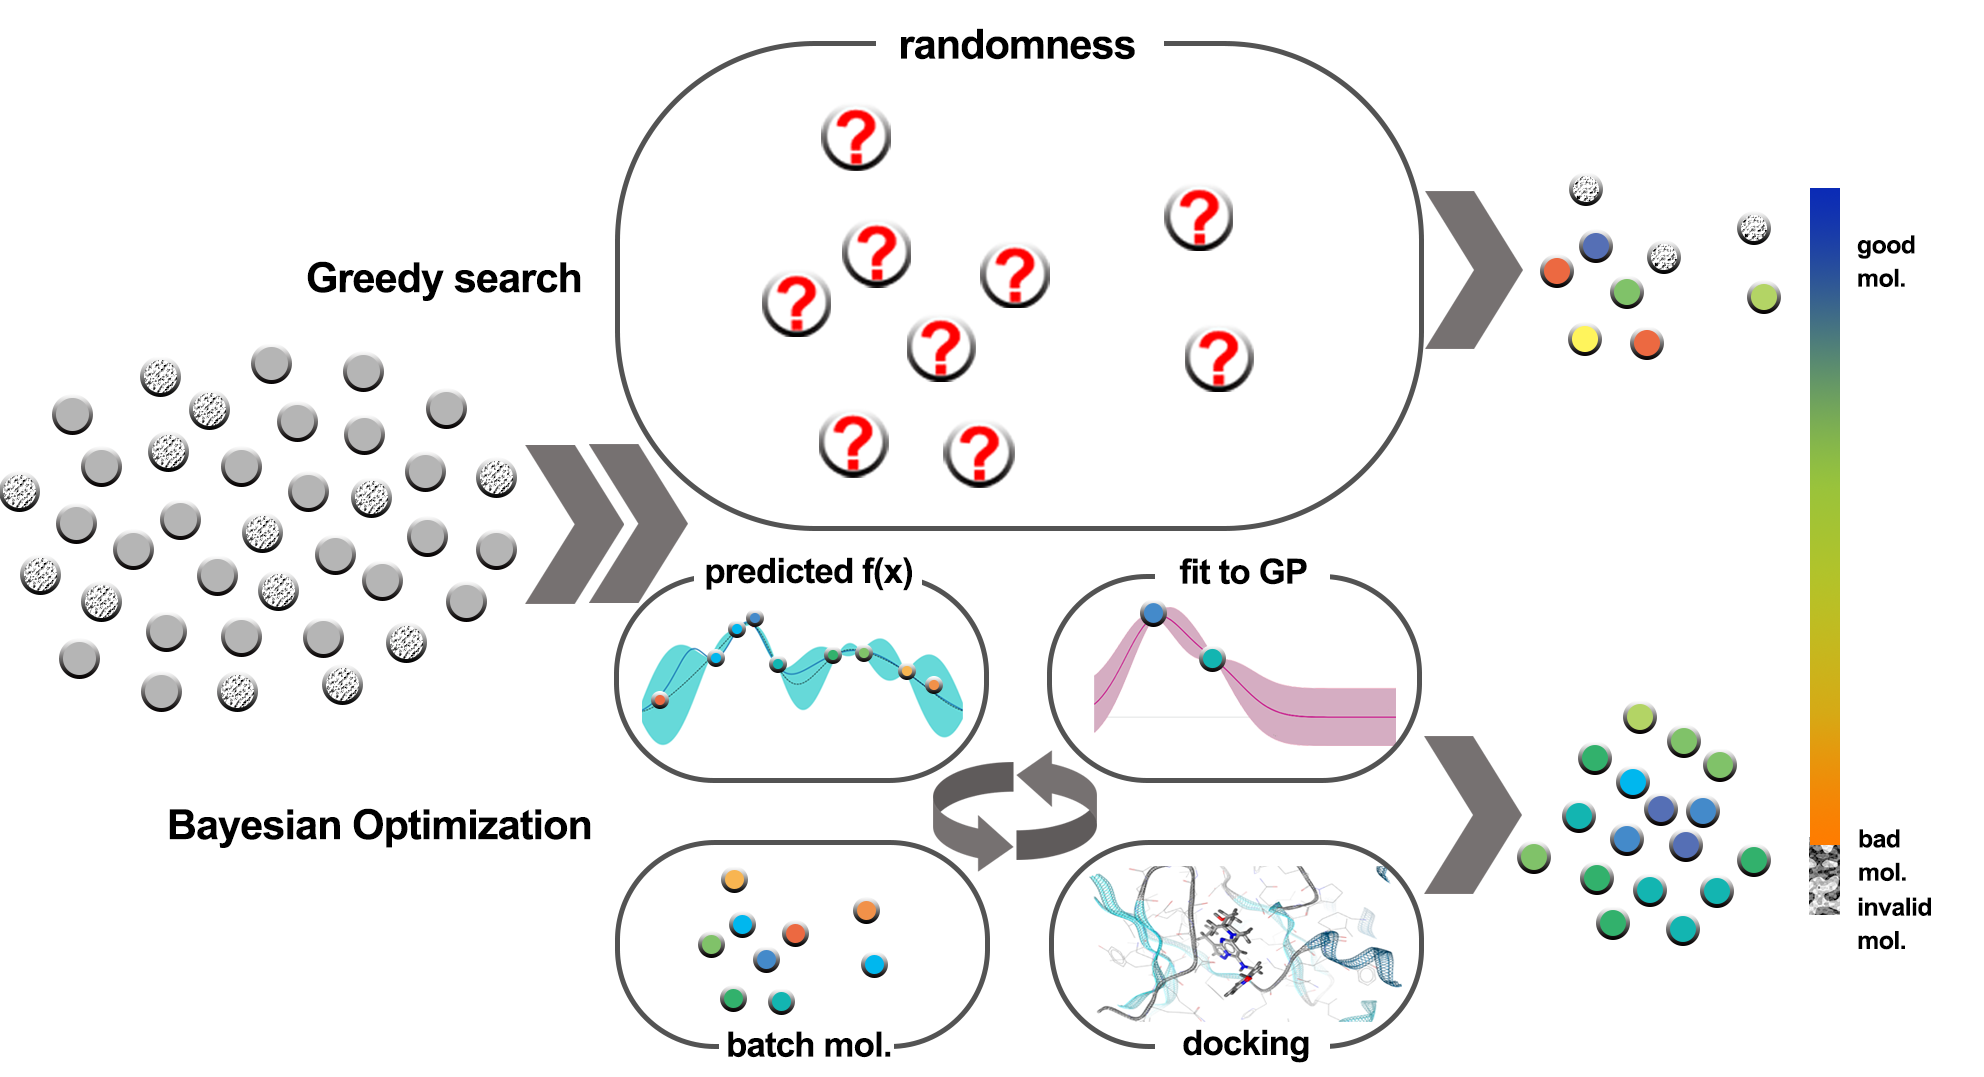 randomness
?
?
?
?
?
?
?
?
?
Greedy search
good
mol.
predicted f(x)
fit to GP
Bayesian Optimization
batch mol.
docking
bad
mol.
invalid
mol.